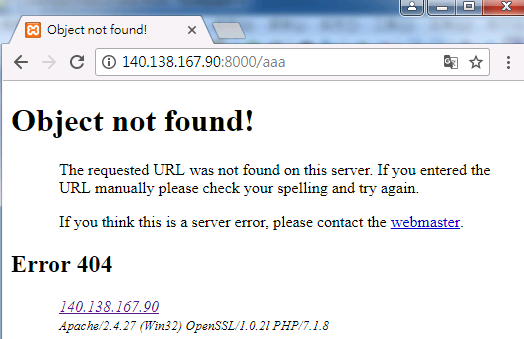 Object not found!
140.138.167.90:8000/aaa
Object not found!
The requested URL was not found on this server. If you entered the
URL manually please check your spelling and try again.
If you think this is a server error, please contact the webmaster.
Error 404
140.138.167.90
Apache/2.4.27 (Win32) OpenSSL/1.0.2l PHP/7.1.8